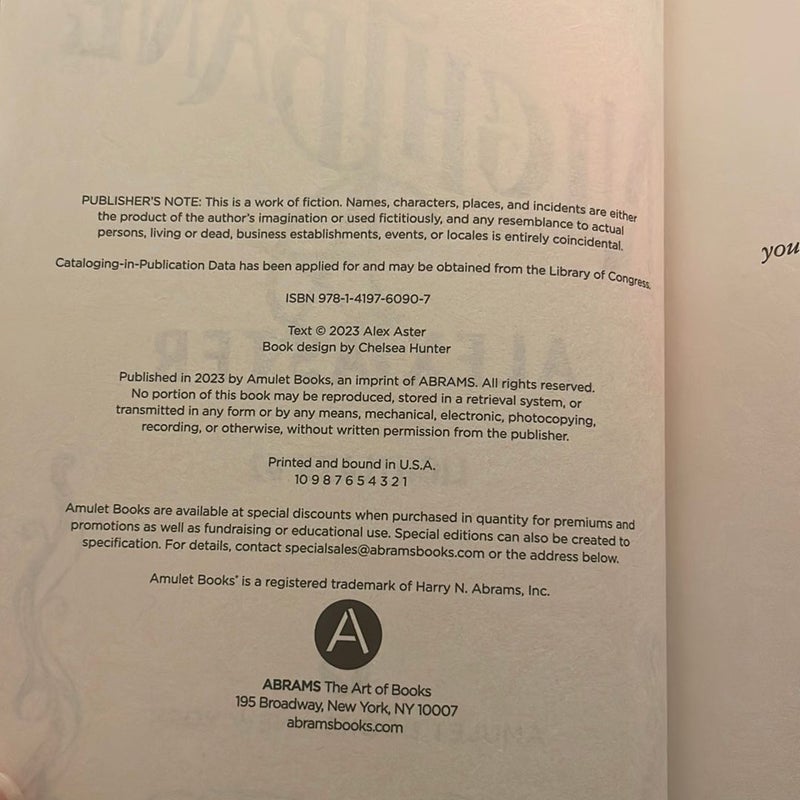 PUBLISHER'S NOTE: This is a work of fiction. Names, characters, places, and incidents are either
the product of the author's imagination or used fictitiously, and any resemblance to actual
persons, living or dead, business establishments, events, or locales is entirely coincidental.
Cataloging-in-Publication Data has been applied for and may be obtained from the Library of Congress.
ISBN 978-1-4197-6090-7
Text © 2023 Alex Aster
Book design by Chelsea Hunter
Published in 2023 by Amulet Books, an imprint of ABRAMS. All rights reserved.
No portion of this book may be reproduced, stored in a retrieval system, or
transmitted in any form or by any means, mechanical, electronic, photocopying,
recording, or otherwise, without written permission from the publisher.
Printed and bound in U.S.A.
10 9 8 7 6 5 4 3 2 1
Amulet Books are available at special discounts when purchased in quantity for premiums and
promotions as well as fundraising or educational use. Special editions can also be created to
specification. For details, contact specialsales@abramsbooks.com or the address below.
Amulet Books® is a registered trademark of Harry N. Abrams, Inc.
A
ABRAMS The Art of Books
195 Broadway, New York, NY 10007
abramsbooks.com
you